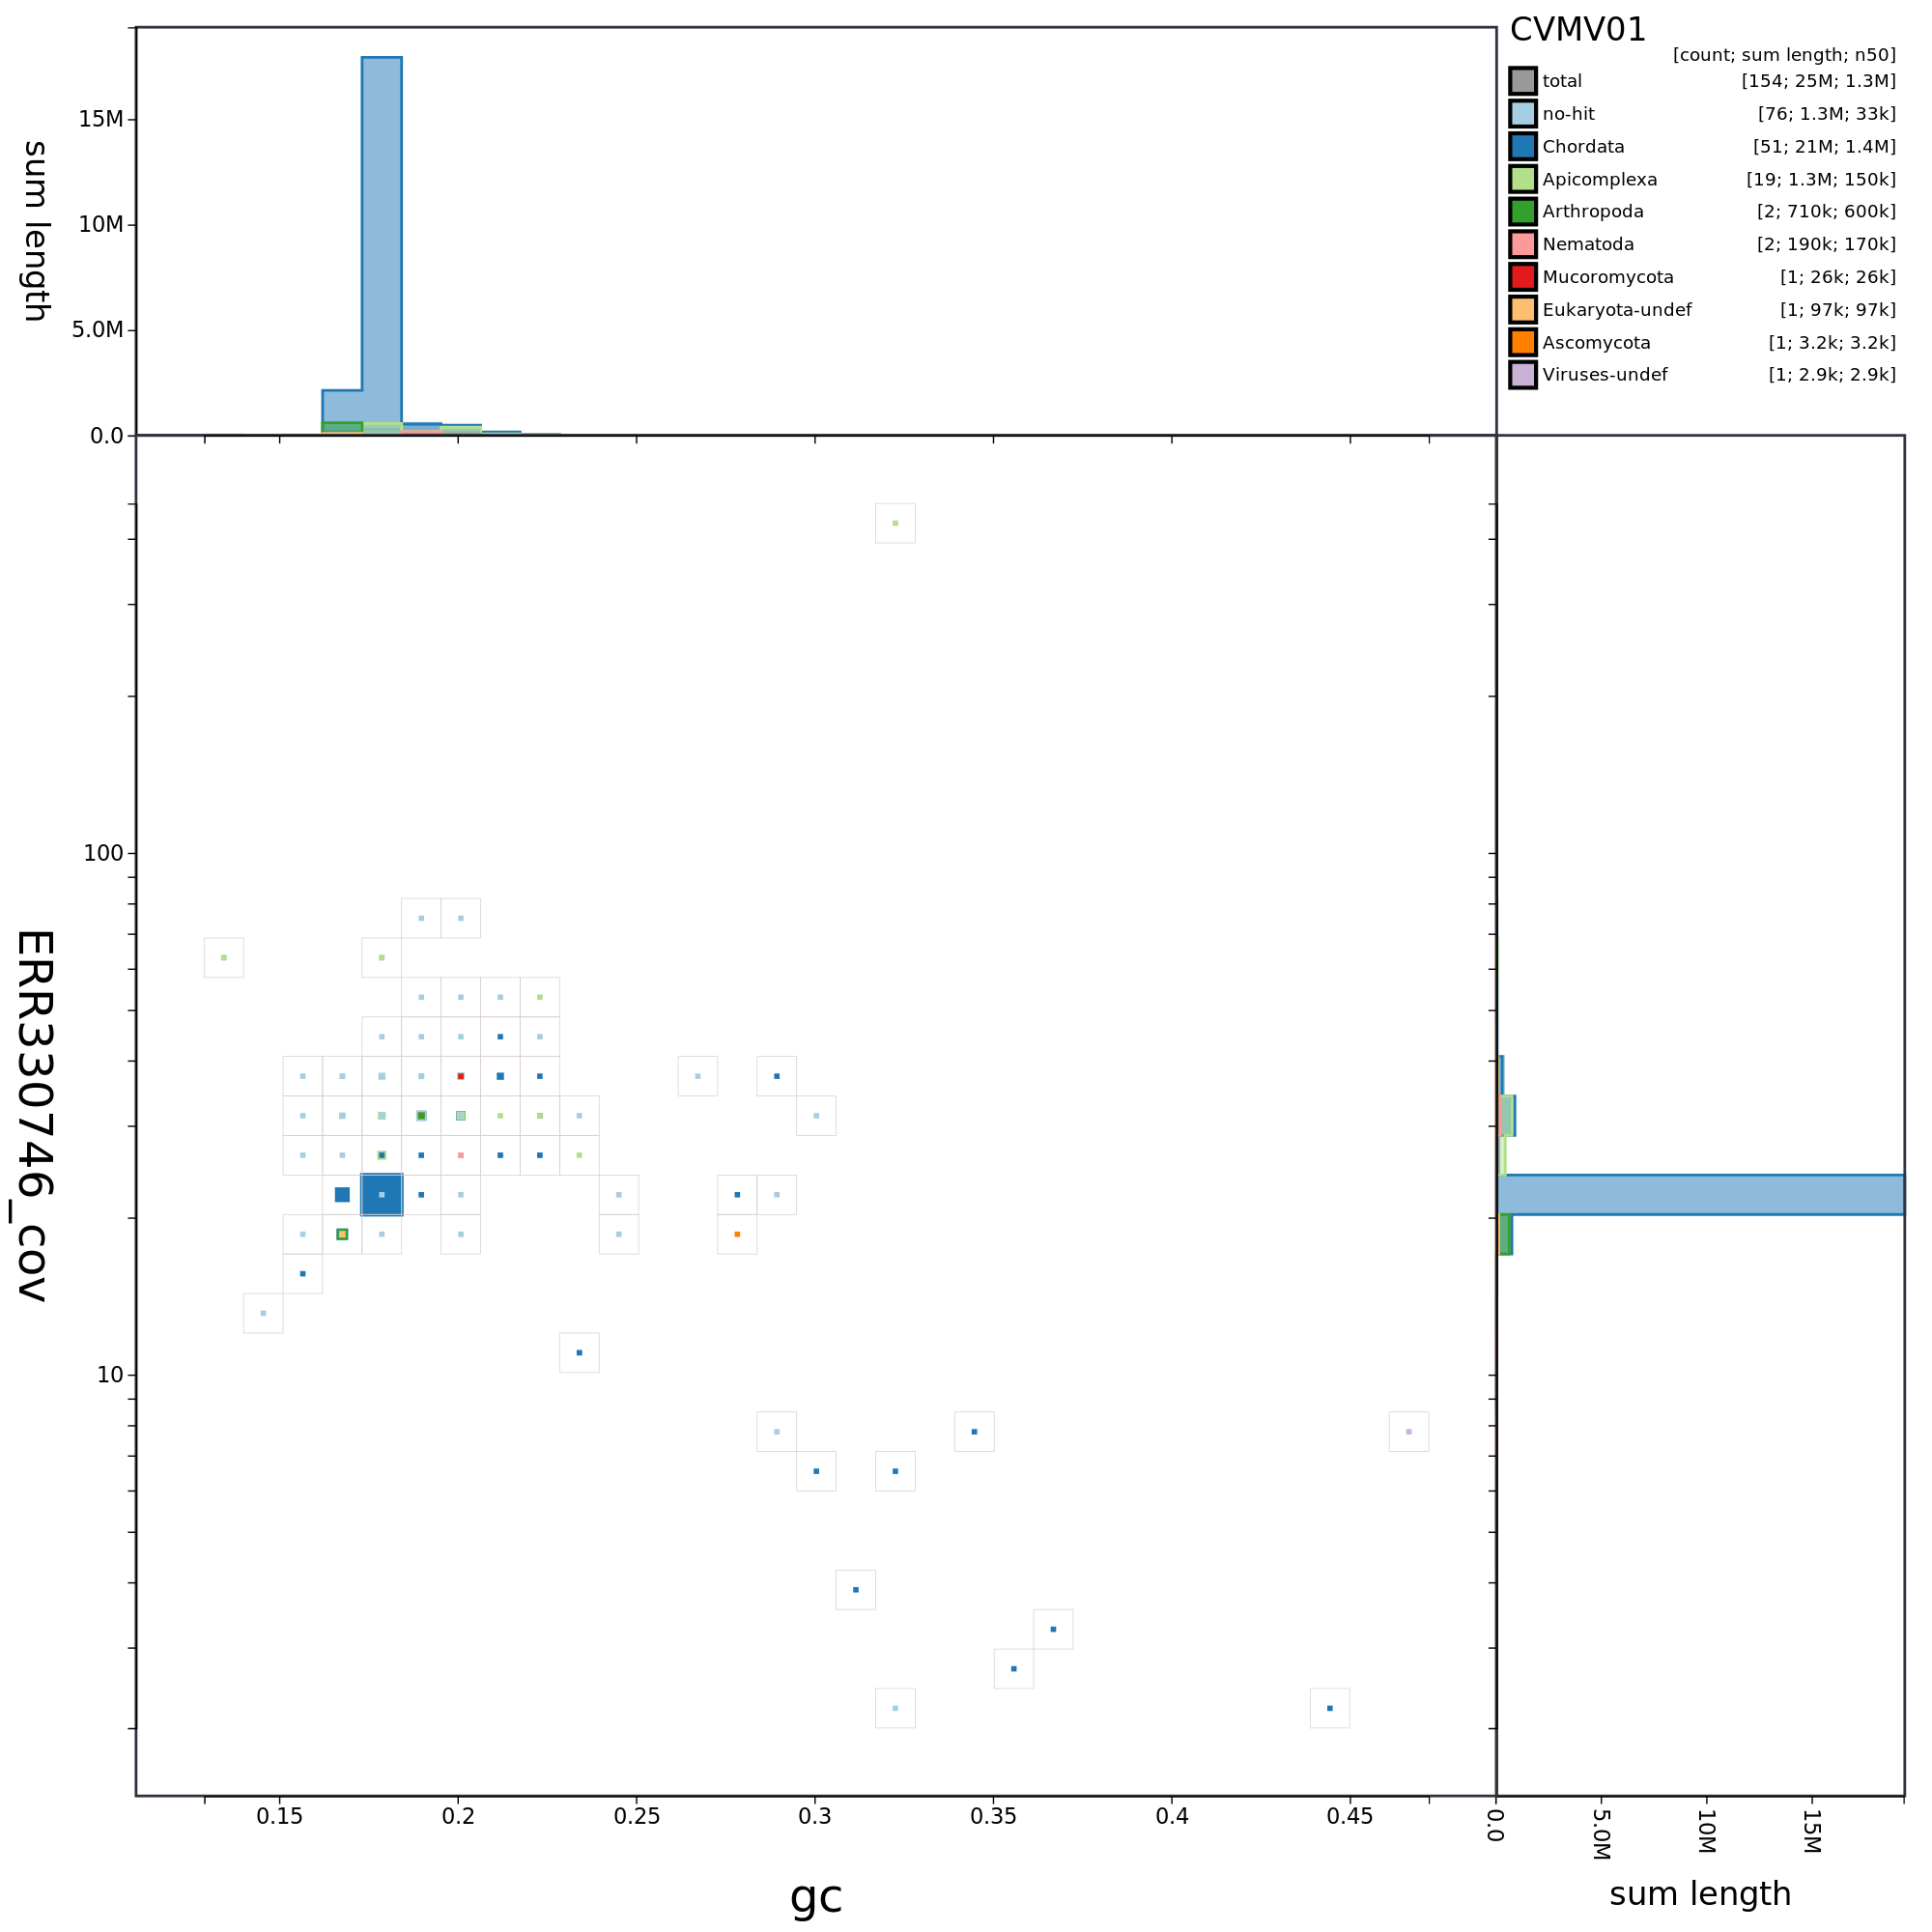 CVMV01
[count; sum length; n50]
total [154; 25M; 1.3M]
no-hit [76; 1.3M; 33k]
Chordata [51; 21M; 1.4M]
Apicomplexa [19; 1.3M; 150k]
Arthropoda [2; 710k; 600k]
Nematoda [2; 190k; 170k]
Mucoromycota [1; 26k; 26k]
Eukaryota-undef [1; 97k; 97k]
Ascomycota [1; 3.2k; 3.2k]
Viruses-undef [1; 2.9k; 2.9k]
sum length
15M
10M
5.0M
0.0
ERR330746_cov
100
10
0.15 0.2 0.25 0.3 0.35 0.4 0.45
gc
0.0 5.0M 10M 15M
sum length